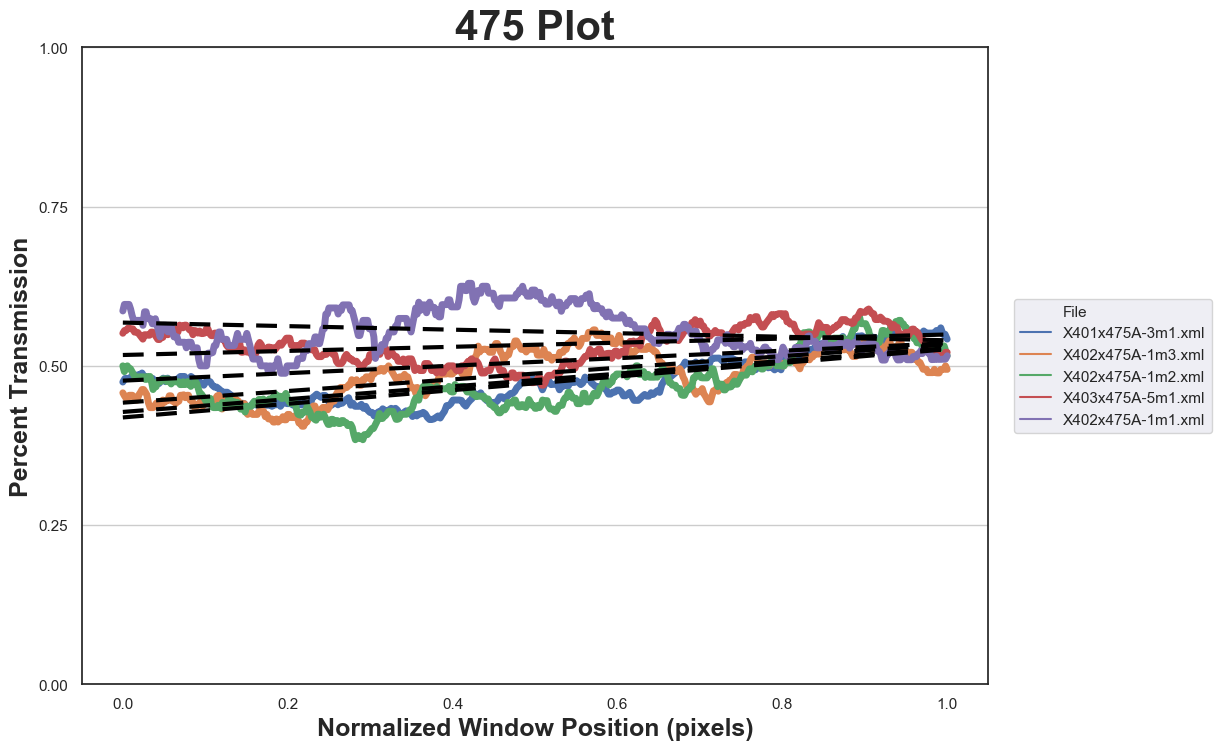 475 Plot
1.00
0.75
0.50
0.25
0.00
Percent Transmission
0.0 0.2 0.4 0.6 0.8 1.0
Normalized Window Position (pixels)
File
X401x475A-3m1.xml
X402x475A-1m3.xml
X402x475A-1m2.xml
X403x475A-5m1.xml
X402x475A-1m1.xml